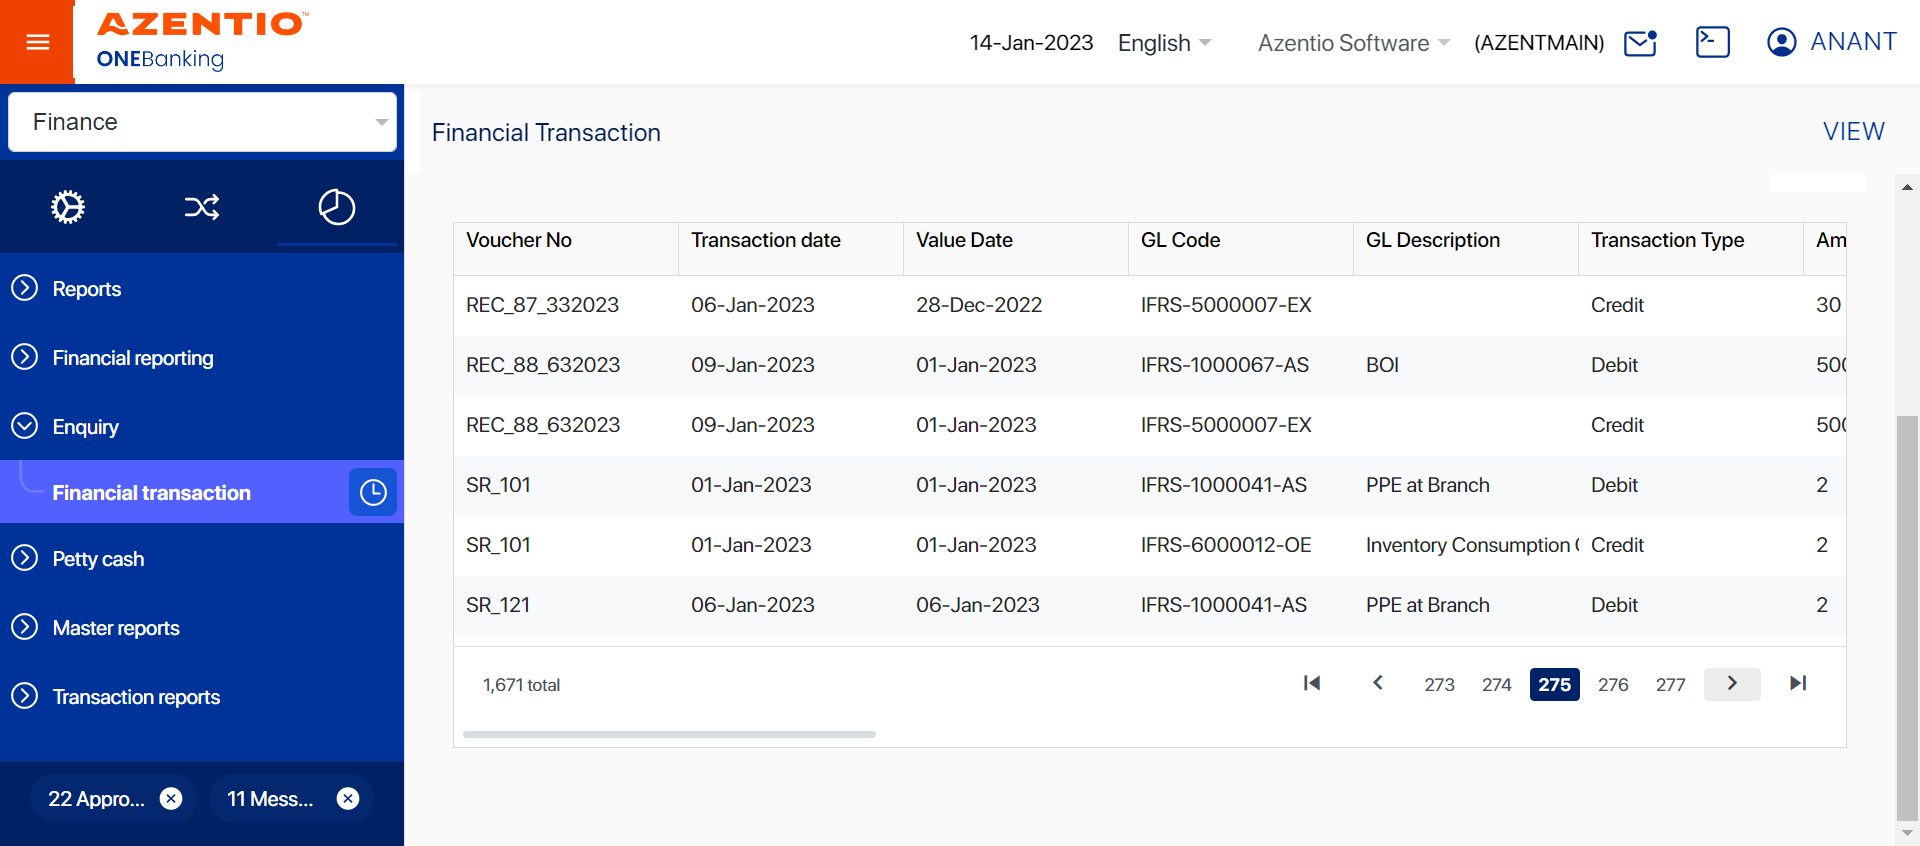 AZENTIO™
ONEBanking
14-Jan-2023 English Azentio Software (AZENTMAIN) ANANT
Finance
Reports
Financial reporting
Enquiry
Financial transaction
Petty cash
Master reports
Transaction reports
22 Appro... 11 Mess...
Financial Transaction VIEW
Voucher No Transaction date Value Date GL Code GL Description Transaction Type Am
REC_87_332023 06-Jan-2023 28-Dec-2022 IFRS-5000007-EX Credit 30
REC_88_632023 09-Jan-2023 01-Jan-2023 IFRS-1000067-AS BOI Debit 500
REC_88_632023 09-Jan-2023 01-Jan-2023 IFRS-5000007-EX Credit 500
SR_101 01-Jan-2023 01-Jan-2023 IFRS-1000041-AS PPE at Branch Debit 2
SR_101 01-Jan-2023 01-Jan-2023 IFRS-6000012-OE Inventory Consumption Credit 2
SR_121 06-Jan-2023 06-Jan-2023 IFRS-1000041-AS PPE at Branch Debit 2
1,671 total 273 274 275 276 277